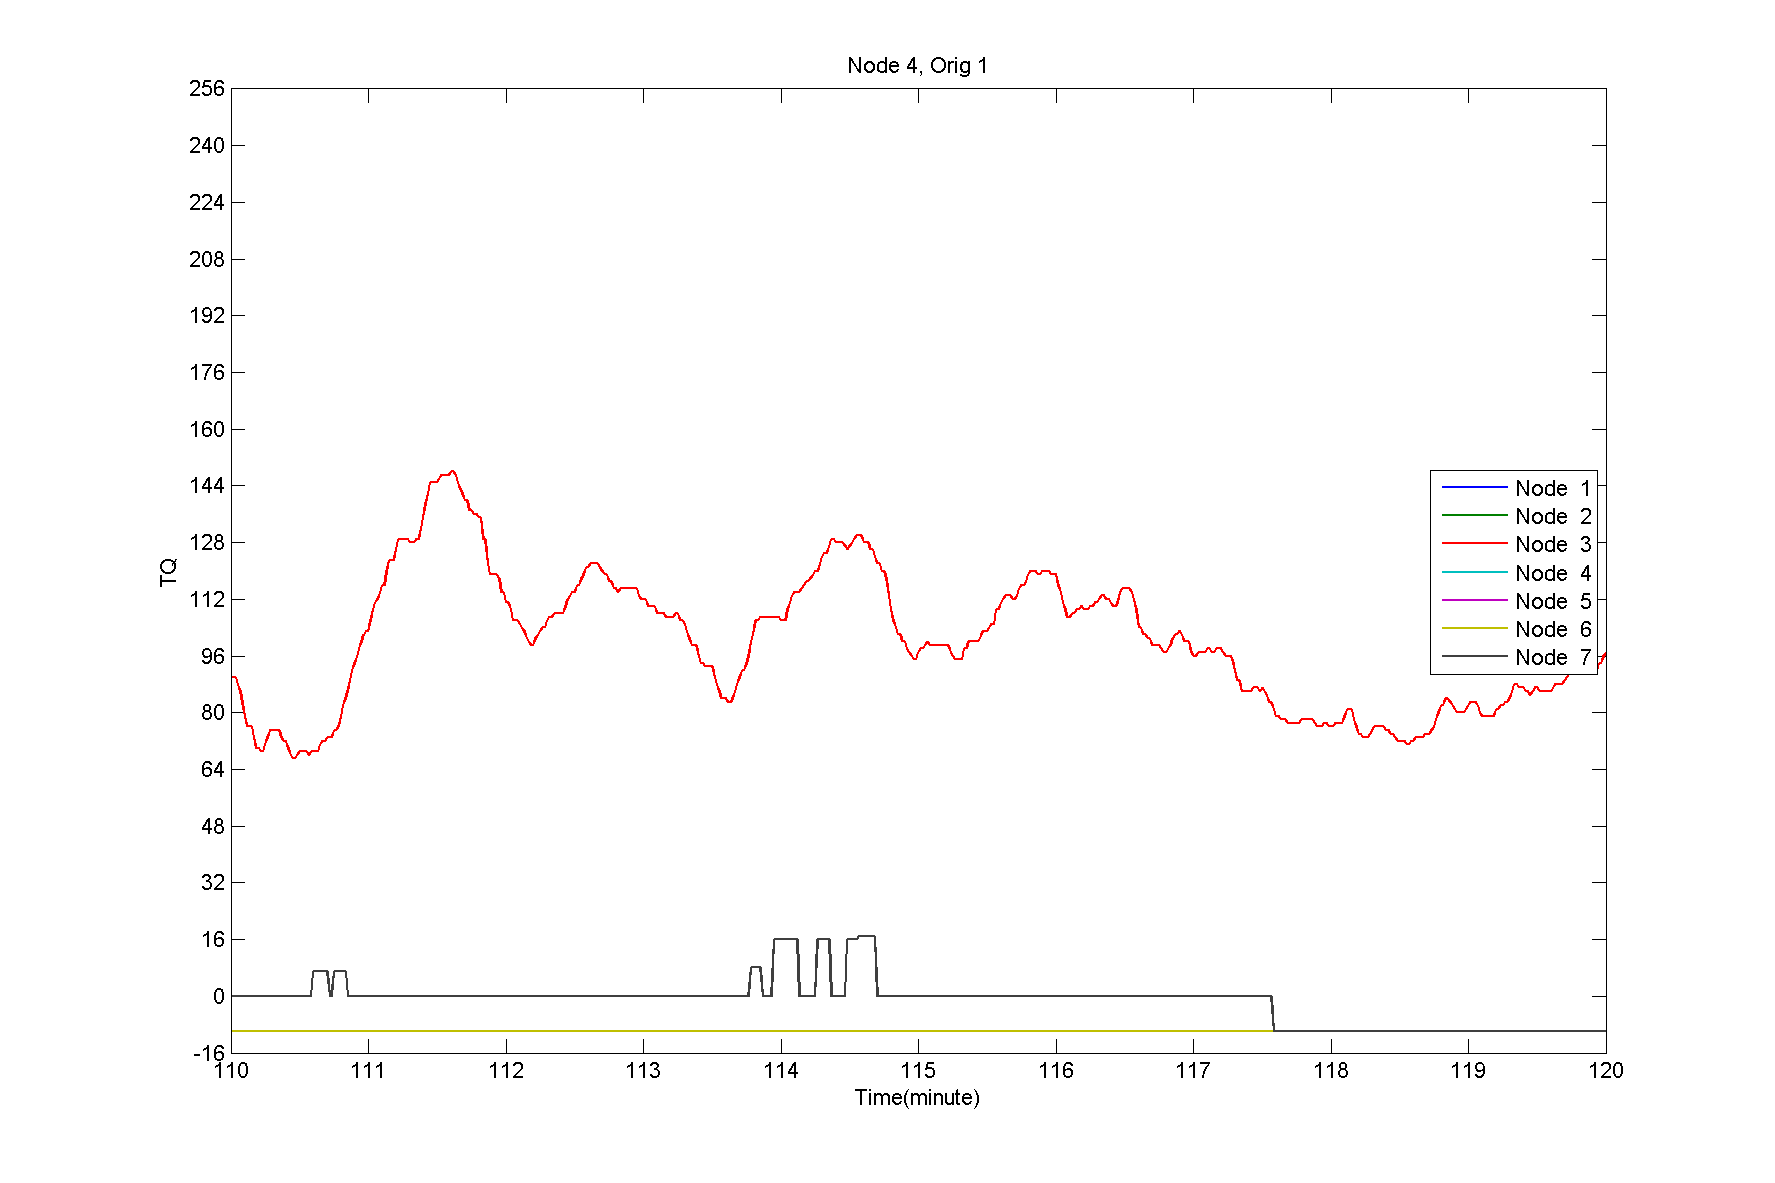 Node 4, Orig 1
256
240
224
208
192
176
160
144
128
112
96
80
64
48
32
16
0
-16
TQ
Node 1
Node 2
Node 3
Node 4
Node 5
Node 6
Node 7
110 111 112 113 114 115 116 117 118 119 120
Time(minute)